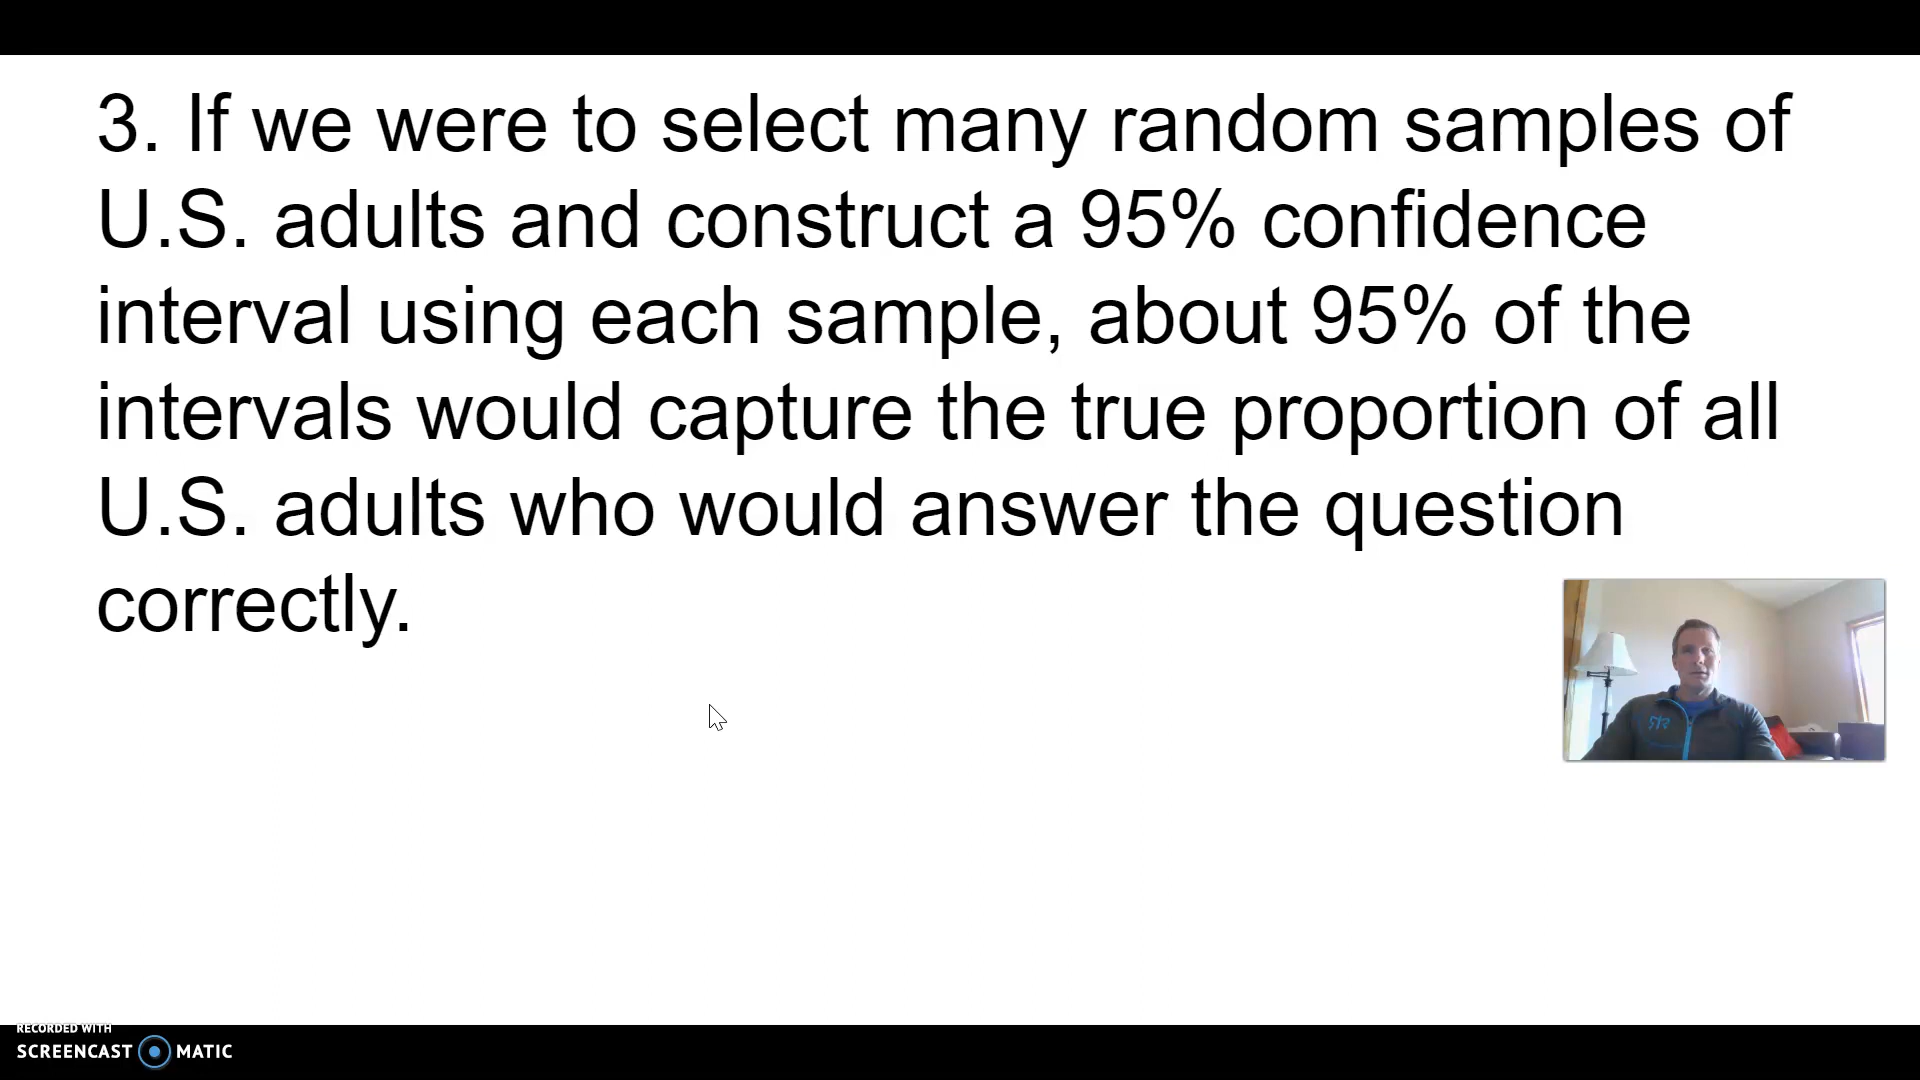 3. If we were to select many random samples of
U.S. adults and construct a 95% confidence
interval using each sample, about 95% of the
intervals would capture the true proportion of all
U.S. adults who would answer the question
correctly.
RECORDED WITH
SCREENCAST MATIC